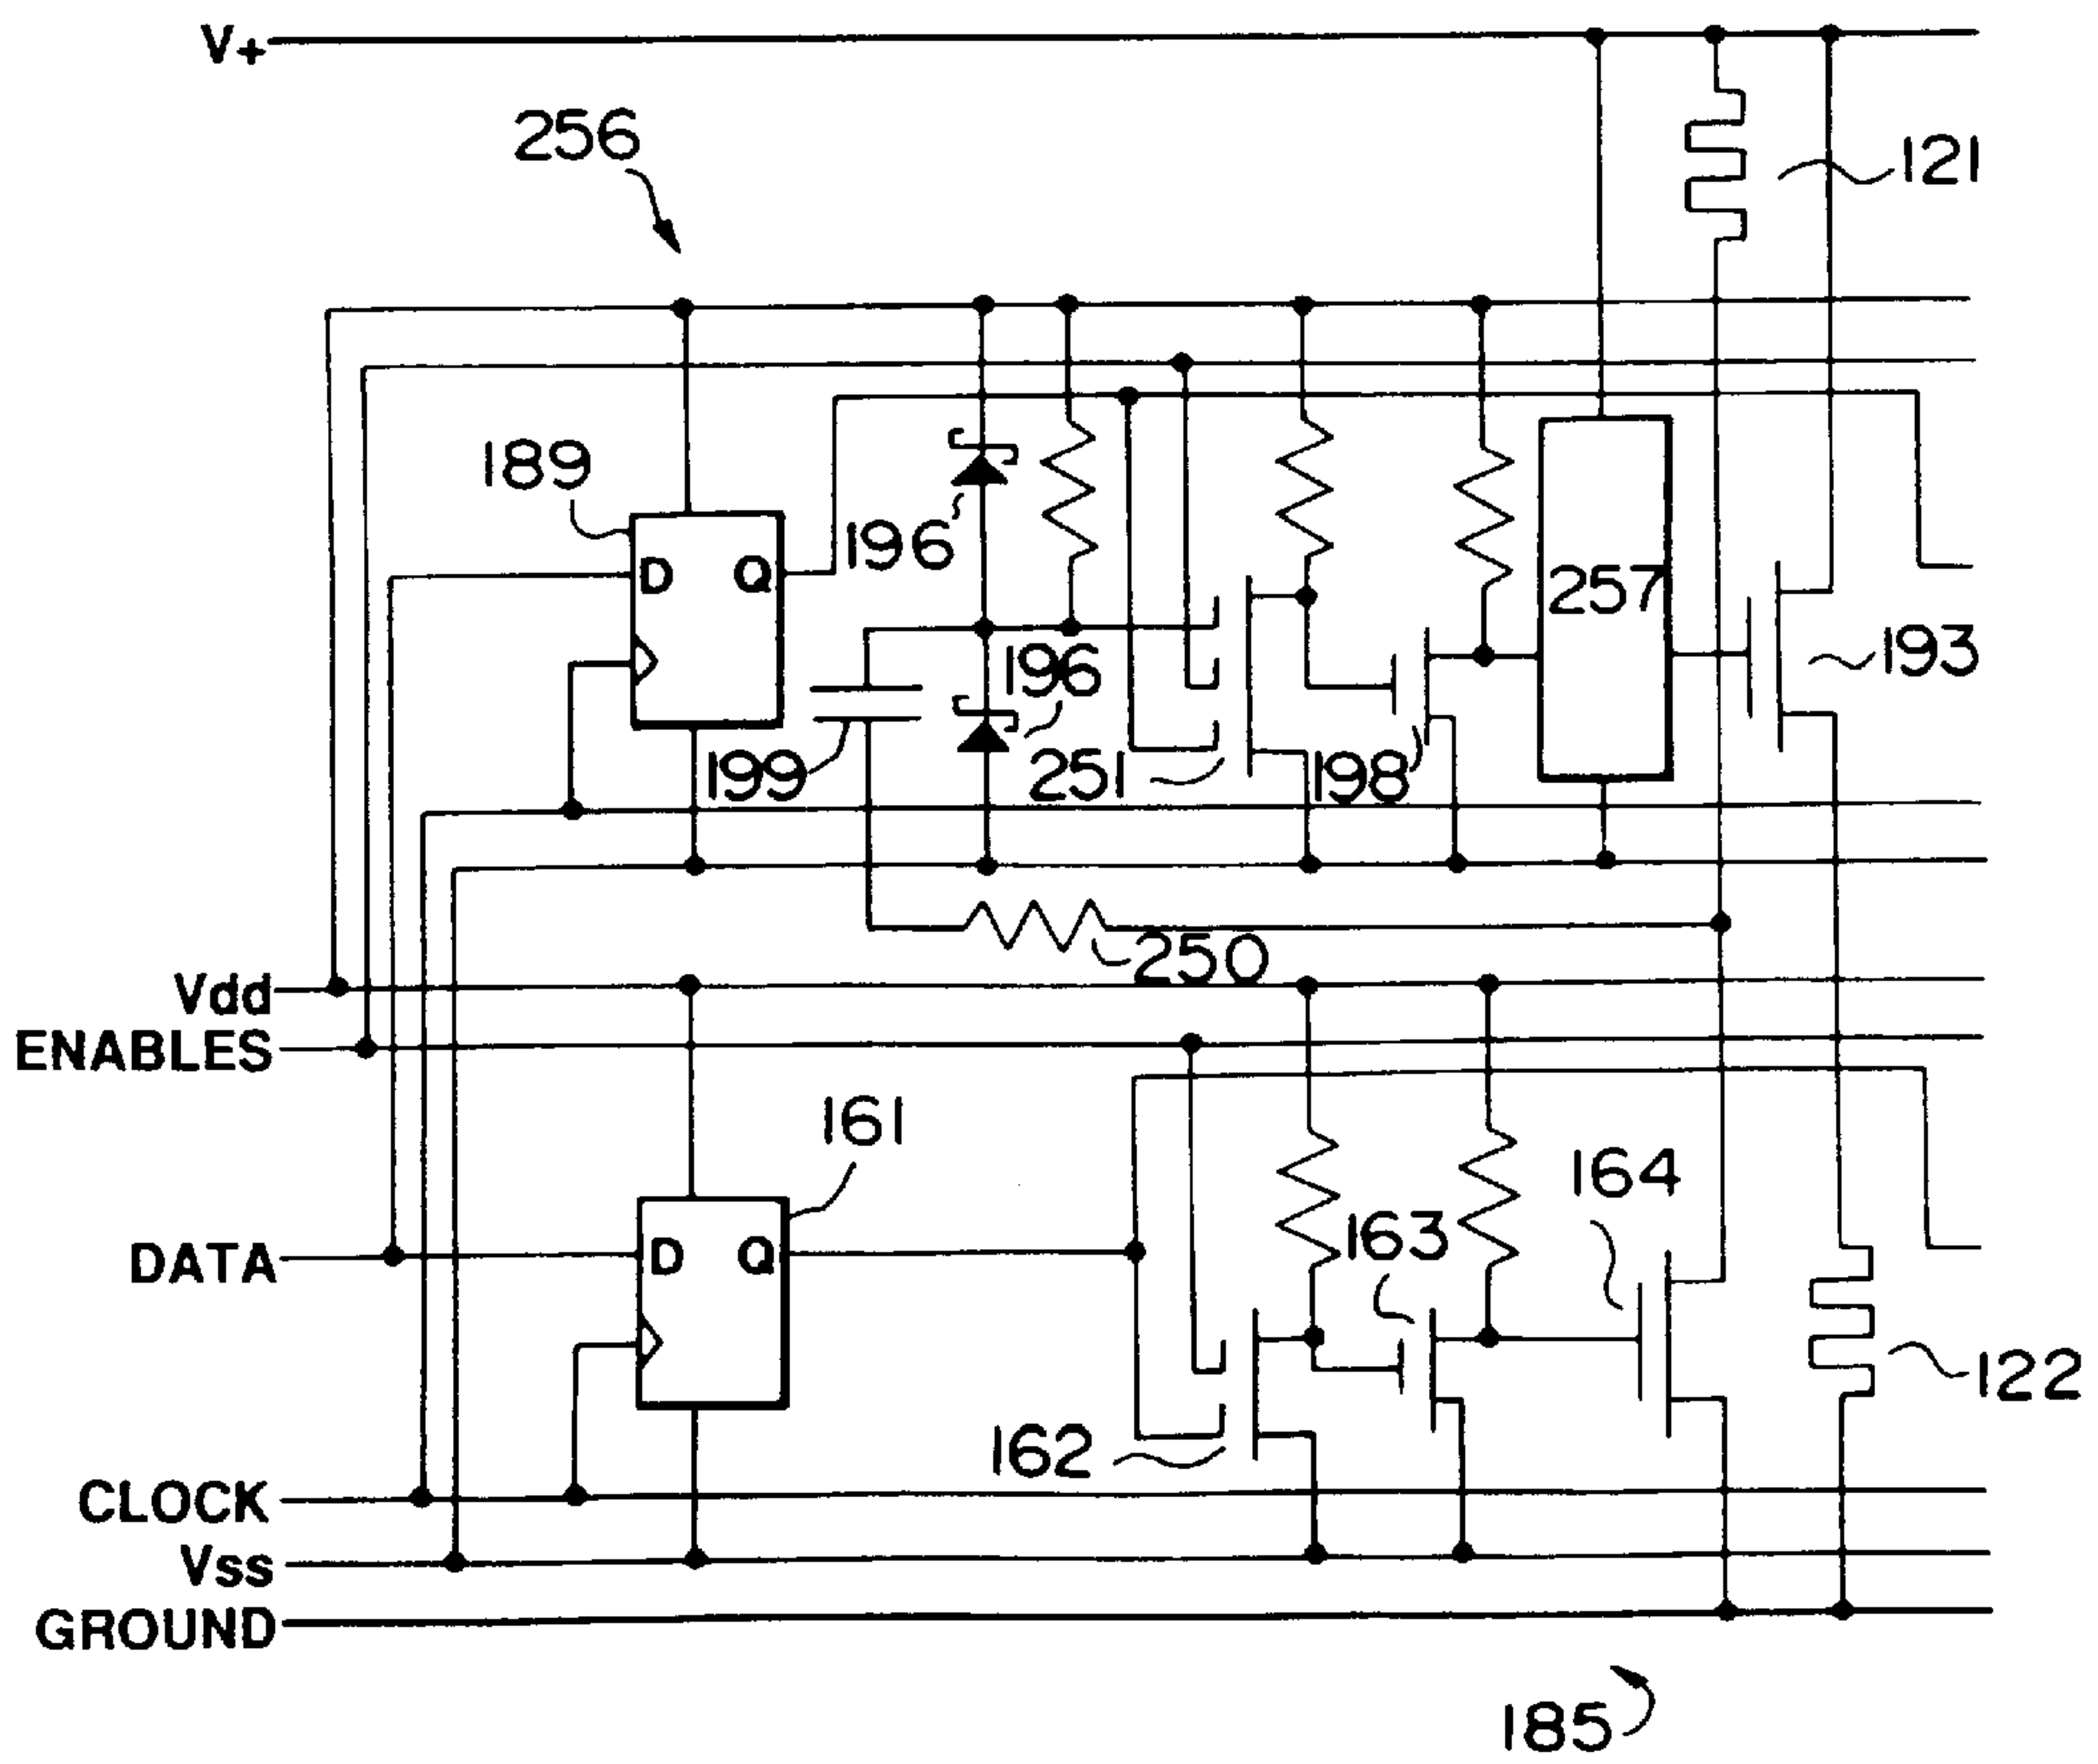 V+
256
121
189
D
Q
196
257
196
193
199
251
198
250
Vdd
ENABLES
161
164
163
DATA
D
Q
122
162
CLOCK
Vss
GROUND
185